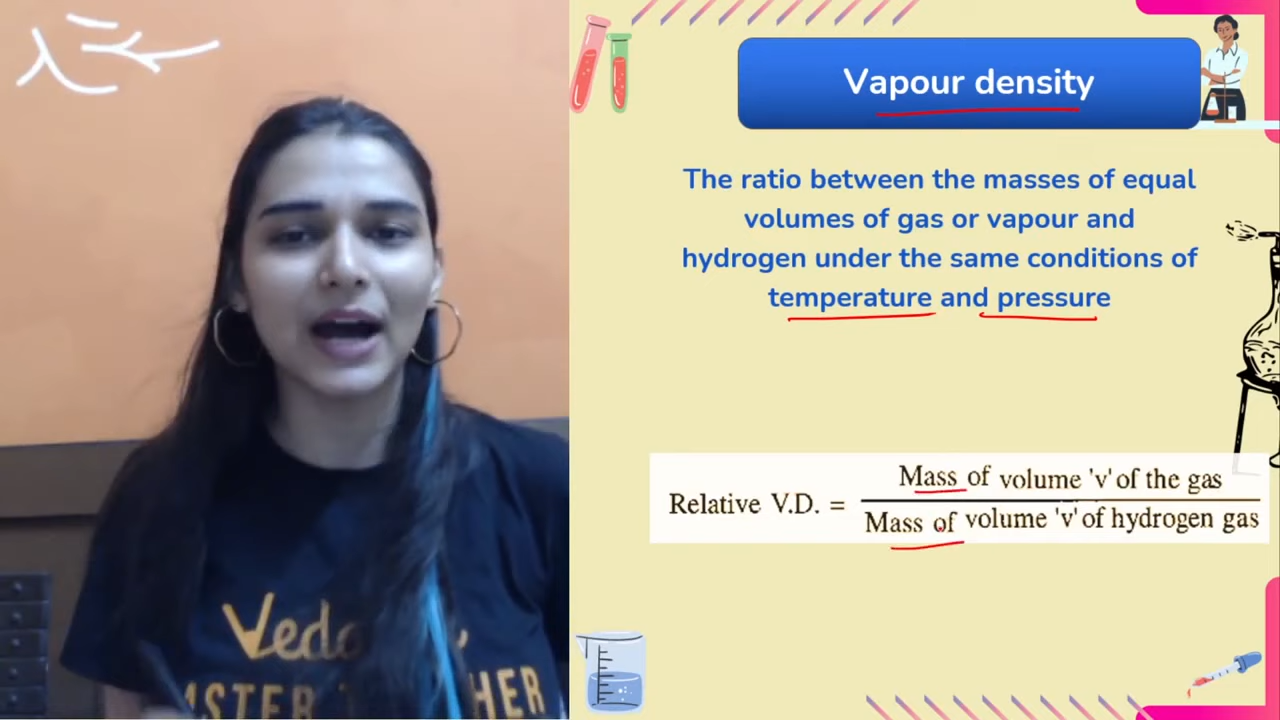 Vapour density
The ratio between the masses of equal
volumes of gas or vapour and
hydrogen under the same conditions of
temperature and pressure
Relative V.D. = Mass of volume 'v' of the gas
Mass of volume 'v' of hydrogen gas